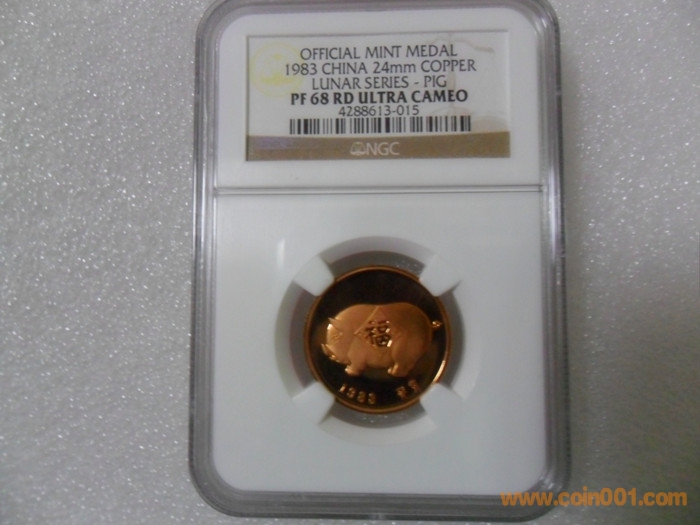 OFFICIAL MINT MEDAL
1983 CHINA 24mm COPPER
LUNAR SERIES - PIG
PF 68 RD ULTRA CAMEO
4288613-015
NGC
福
1983
www.coin001.com